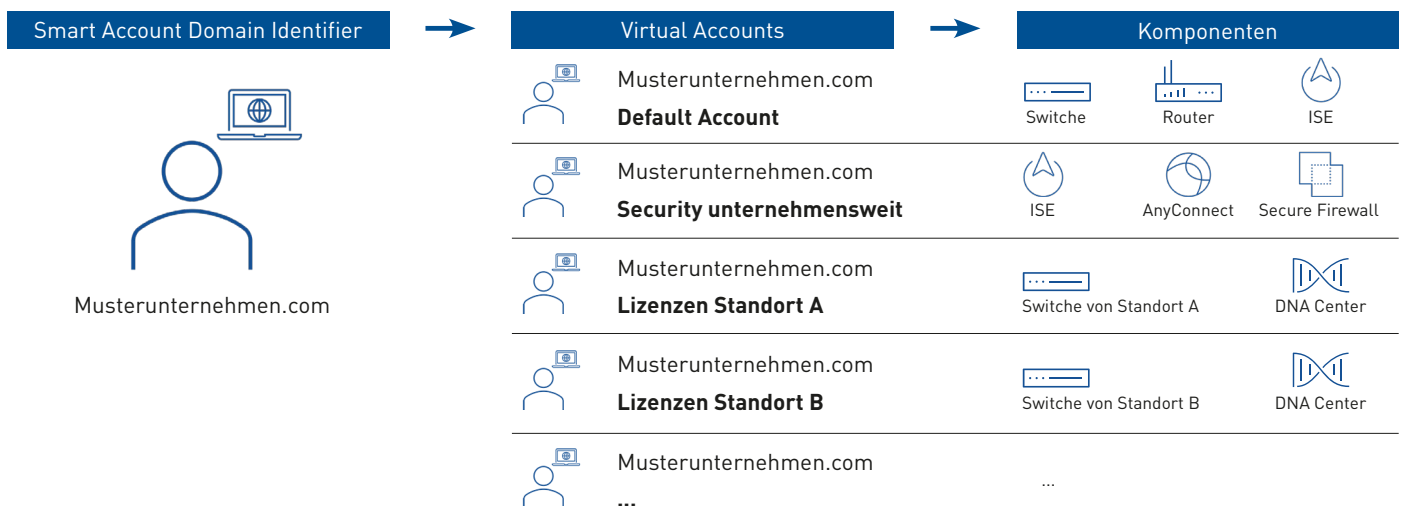 Smart Account Domain Identifier
Virtual Accounts
Komponenten
Musterunternehmen.com
Musterunternehmen.com
Default Account
Switche
Router
ISE
Musterunternehmen.com
Security unternehmensweit
ISE
AnyConnect
Secure Firewall
Musterunternehmen.com
Lizenzen Standort A
Switche von Standort A
DNA Center
Musterunternehmen.com
Lizenzen Standort B
Switche von Standort B
DNA Center
Musterunternehmen.com
...
...